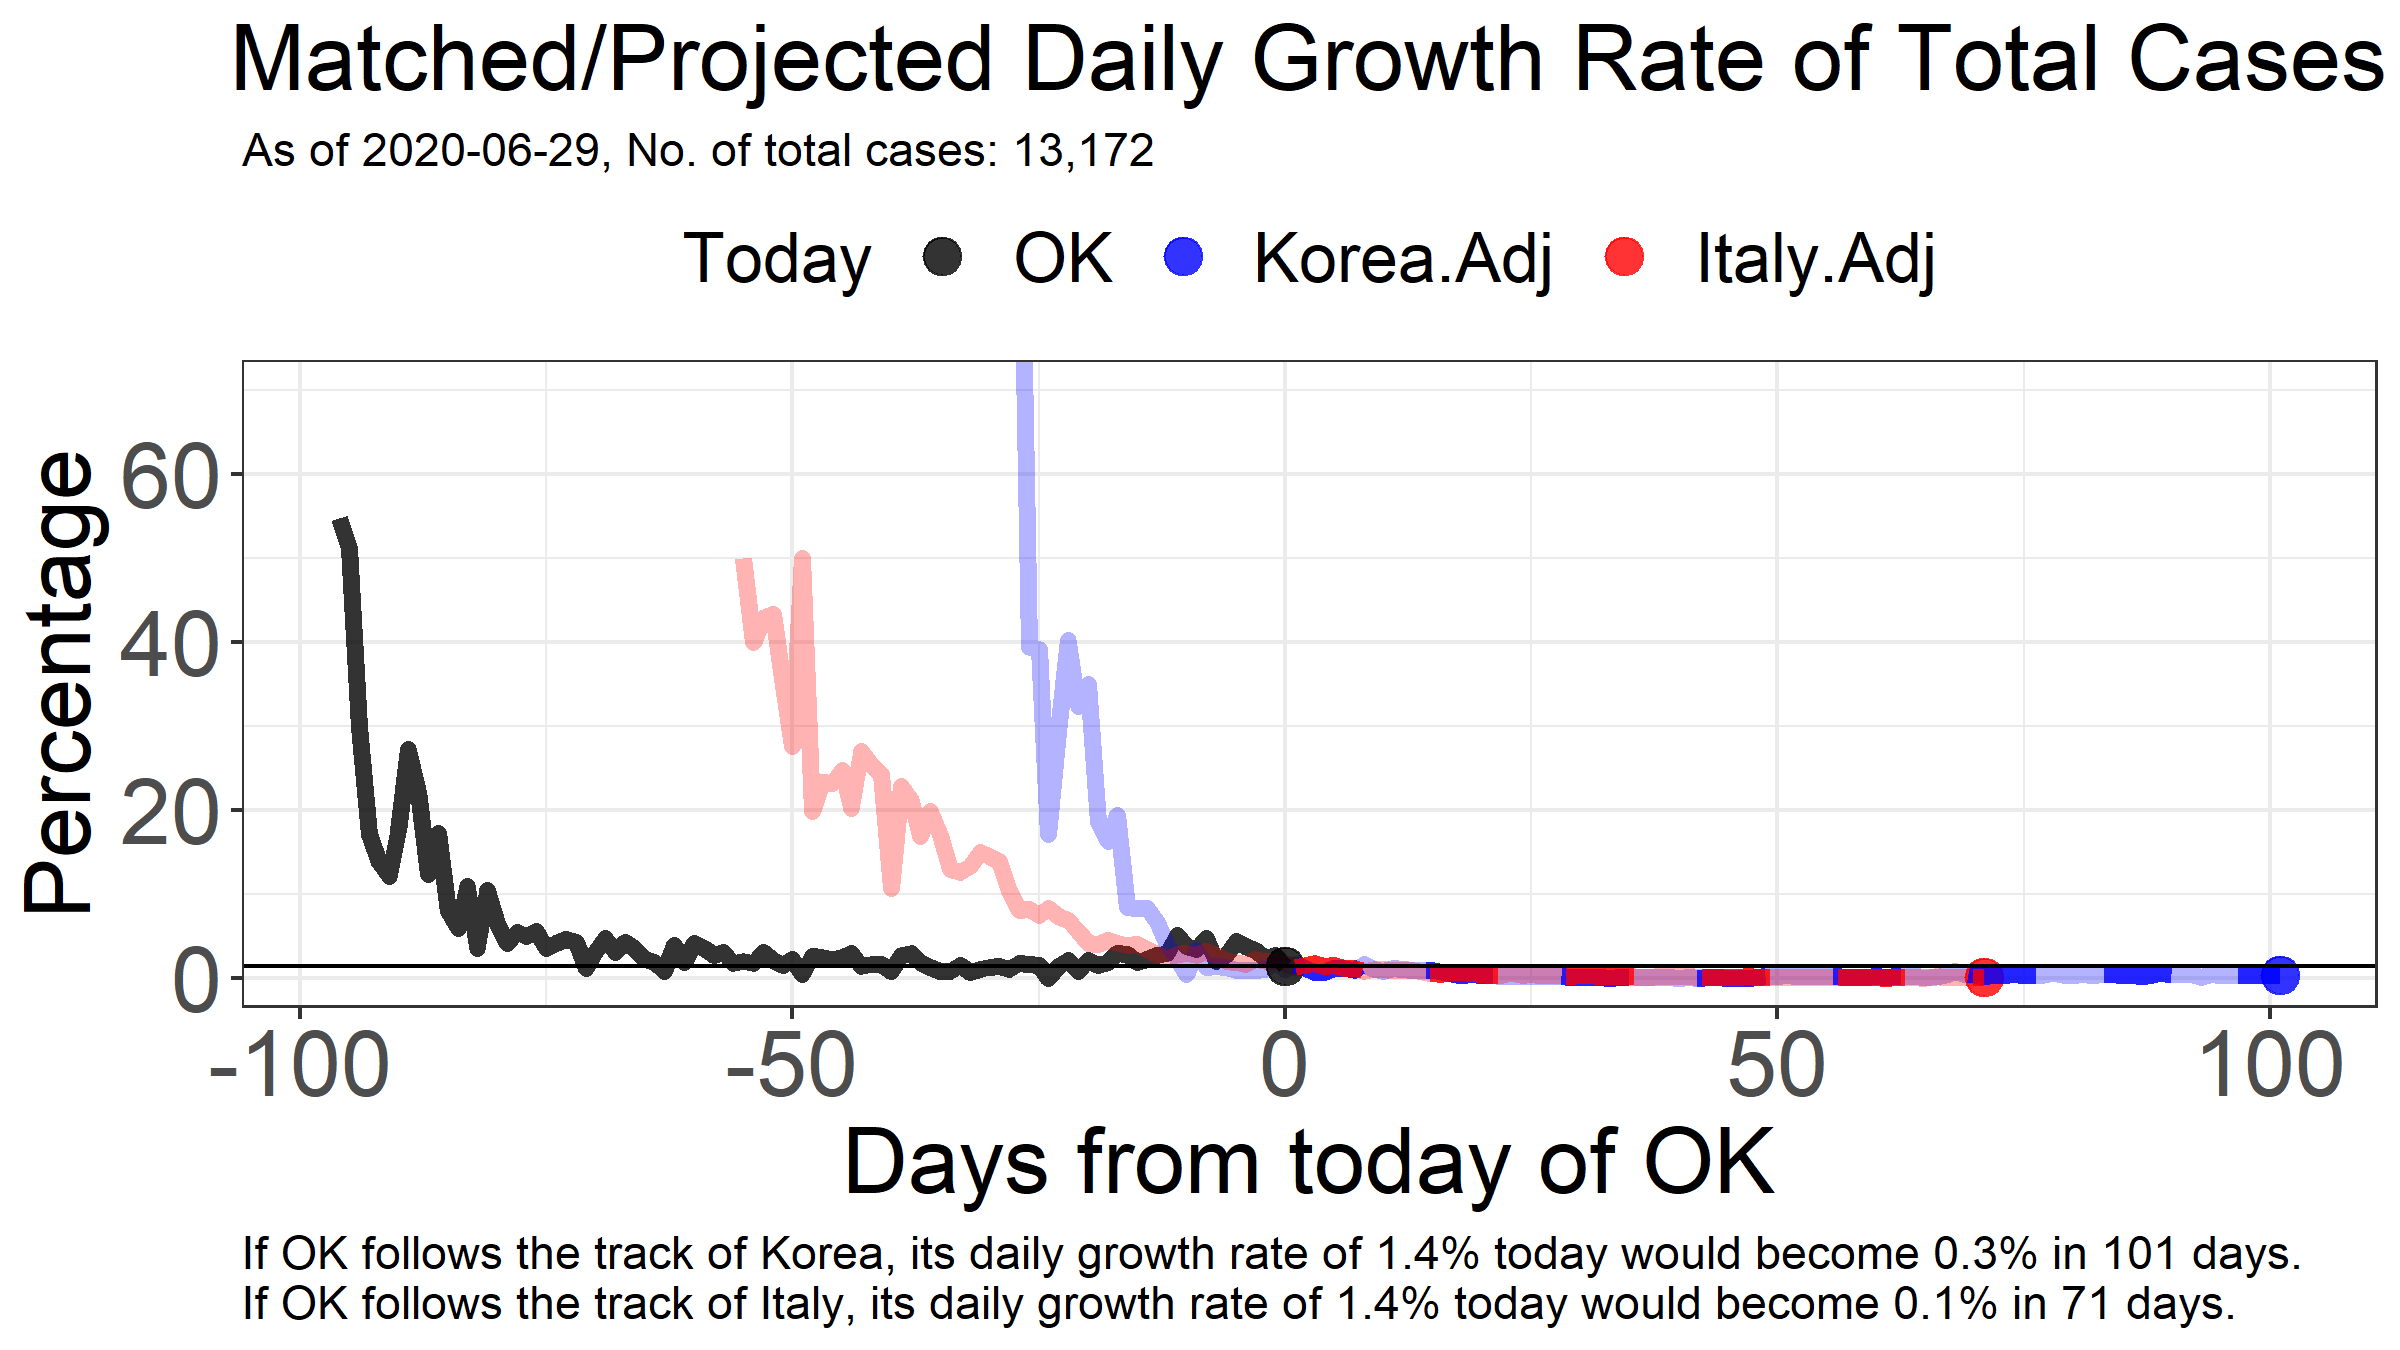 Matched/Projected Daily Growth Rate of Total Cases
As of 2020-06-29, No. of total cases: 13,172
Today OK Korea.Adj Italy.Adj
Percentage
60
40
20
0
-100 -50 0 50 100
Days from today of OK
If OK follows the track of Korea, its daily growth rate of 1.4% today would become 0.3% in 101 days.
If OK follows the track of Italy, its daily growth rate of 1.4% today would become 0.1% in 71 days.